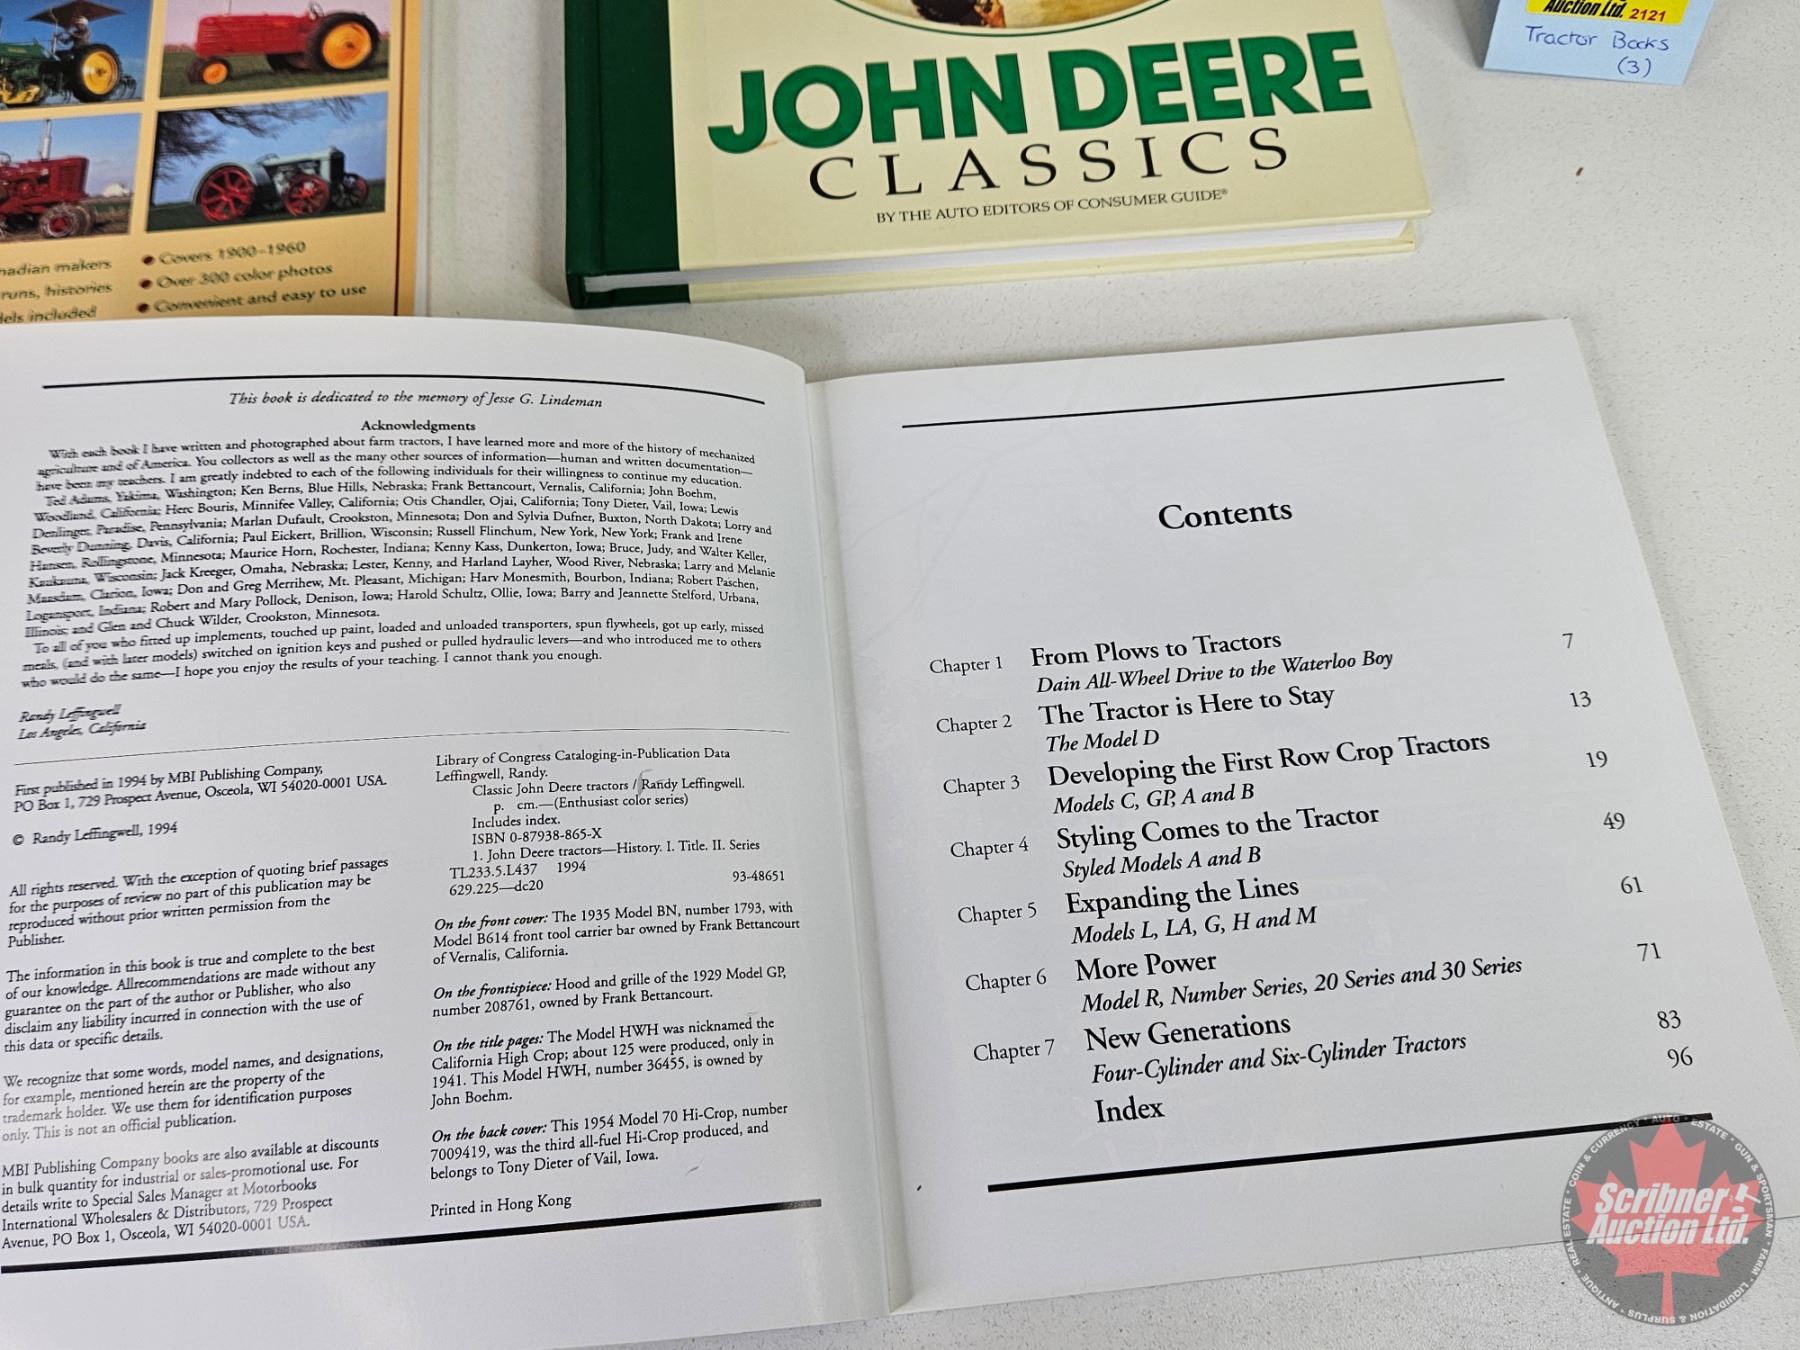 Auction Ltd. 2121
Tractor Books
(3)
JOHN DEERE
CLASSICS
BY THE AUTO EDITORS OF CONSUMER GUIDE®
nadian makers
runs, histories
dels included
• Covers 1900–1960
• Over 300 color photos
• Convenient and easy to use
This book is dedicated to the memory of Jesse G. Lindeman
Acknowledgments
With each book I have written and photographed about farm tractors, I have learned more and more of the history of mechanized
agriculture and of America. You collectors as well as the many other sources of information—human and written documentation—
have been my teachers. I am greatly indebted to each of the following individuals for their willingness to continue my education.
Ted Adams, Yakima, Washington; Ken Berns, Blue Hills, Nebraska; Frank Bettancourt, Vernalis, California; John Boehm,
Woodland, California; Herc Bouris, Minnifee Valley, California; Otis Chandler, Ojai, California; Tony Dieter, Vail, Iowa; Lewis
Denlinger, Paradise, Pennsylvania; Marlan Dufault, Crookston, Minnesota; Don and Sylvia Dufner, Buxton, North Dakota; Lorry and
Beverly Dunning, Davis, California; Paul Eickert, Brillion, Wisconsin; Russell Flinchum, New York, New York; Frank and Irene
Hansen, Rollingstone, Minnesota; Maurice Horn, Rochester, Indiana; Kenny Kass, Dunkerton, Iowa; Bruce, Judy, and Walter Keller,
Kaukauna, Wisconsin; Jack Kreeger, Omaha, Nebraska; Lester, Kenny, and Harland Layher, Wood River, Nebraska; Larry and Melanie
Maasdam, Clarion, Iowa; Don and Greg Merrihew, Mt. Pleasant, Michigan; Harv Monesmith, Bourbon, Indiana; Robert Paschen,
Logansport, Indiana; Robert and Mary Pollock, Denison, Iowa; Harold Schultz, Ollie, Iowa; Barry and Jeannette Stelford, Urbana,
Illinois; and Glen and Chuck Wilder, Crookston, Minnesota.
To all of you who fitted up implements, touched up paint, loaded and unloaded transporters, spun flywheels, got up early, missed
meals, (and with later models) switched on ignition keys and pushed or pulled hydraulic levers—and who introduced me to others
who would do the same—I hope you enjoy the results of your teaching. I cannot thank you enough.
Randy Leffingwell
Los Angeles, California
First published in 1994 by MBI Publishing Company,
PO Box 1, 729 Prospect Avenue, Osceola, WI 54020-0001 USA.
© Randy Leffingwell, 1994
All rights reserved. With the exception of quoting brief passages
for the purposes of review no part of this publication may be
reproduced without prior written permission from the
Publisher.
The information in this book is true and complete to the best
of our knowledge. Allrecommendations are made without any
guarantee on the part of the author or Publisher, who also
disclaim any liability incurred in connection with the use of
this data or specific details.
We recognize that some words, model names, and designations,
for example, mentioned herein are the property of the
trademark holder. We use them for identification purposes
only. This is not an official publication.
MBI Publishing Company books are also available at discounts
in bulk quantity for industrial or sales-promotional use. For
details write to Special Sales Manager at Motorbooks
International Wholesalers & Distributors, 729 Prospect
Avenue, PO Box 1, Osceola, WI 54020-0001 USA.
Library of Congress Cataloging-in-Publication Data
Leffingwell, Randy.
Classic John Deere tractors / Randy Leffingwell.
p. cm.—(Enthusiast color series)
Includes index.
ISBN 0-87938-865-X
1. John Deere tractors—History. I. Title. II. Series
TL233.5.L437 1994
629.225—dc20 93-48651
On the front cover: The 1935 Model BN, number 1793, with
Model B614 front tool carrier bar owned by Frank Bettancourt
of Vernalis, California.
On the frontispiece: Hood and grille of the 1929 Model GP,
number 208761, owned by Frank Bettancourt.
On the title pages: The Model HWH was nicknamed the
California High Crop; about 125 were produced, only in
1941. This Model HWH, number 36455, is owned by
John Boehm.
On the back cover: This 1954 Model 70 Hi-Crop, number
7009419, was the third all-fuel Hi-Crop produced, and
belongs to Tony Dieter of Vail, Iowa.
Printed in Hong Kong
Contents
Chapter 1 From Plows to Tractors 7
Dain All-Wheel Drive to the Waterloo Boy
Chapter 2 The Tractor is Here to Stay 13
The Model D
Chapter 3 Developing the First Row Crop Tractors 19
Models C, GP, A and B
Chapter 4 Styling Comes to the Tractor 49
Styled Models A and B
Chapter 5 Expanding the Lines 61
Models L, LA, G, H and M
Chapter 6 More Power 71
Model R, Number Series, 20 Series and 30 Series
Chapter 7 New Generations 83
Four-Cylinder and Six-Cylinder Tractors
Index 96
Scribner
Auction Ltd.
COIN & CURRENCY • AUTO • ESTATE • GUN & SPORTSMAN • FARM • LIQUIDATION & SURPLUS • ANTIQUE • REAL ESTATE